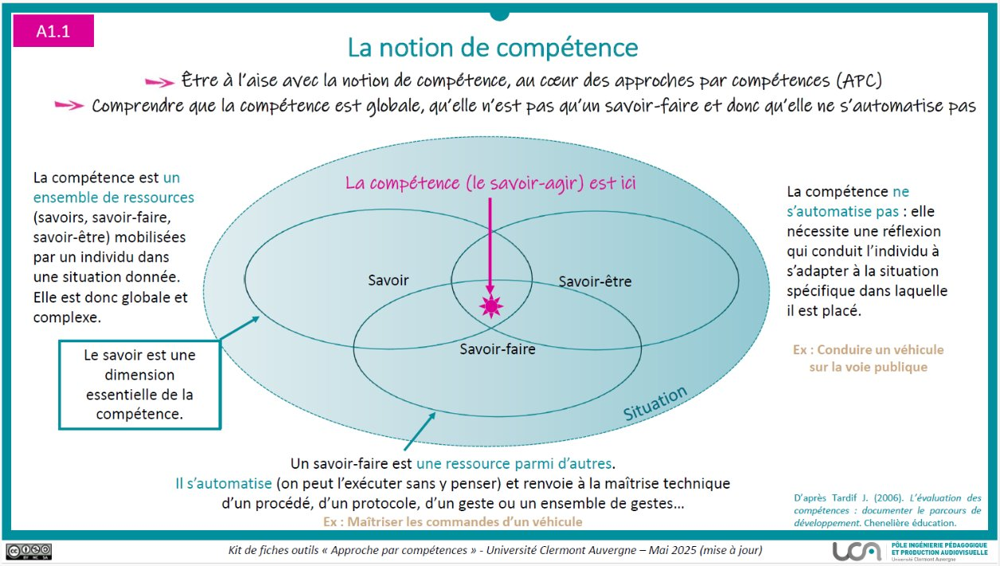 A1.1
La notion de compétence
Être à l'aise avec la notion de compétence, au cœur des approches par compétences (APC)
Comprendre que la compétence est globale, qu'elle n'est pas qu'un savoir-faire et donc qu'elle ne s'automatise pas
La compétence est un
ensemble de ressources
(savoirs, savoir-faire,
savoir-être) mobilisées
par un individu dans
une situation donnée.
Elle est donc globale et
complexe.
Le savoir est une
dimension
essentielle de la
compétence.
La compétence (le savoir-agir) est ici
Savoir
Savoir-être
Savoir-faire
Situation
La compétence ne
s'automatise pas : elle
nécessite une réflexion
qui conduit l'individu à
s'adapter à la situation
spécifique dans laquelle
il est placé.
Ex : Conduire un véhicule
sur la voie publique
Un savoir-faire est une ressource parmi d'autres.
Il s'automatise (on peut l'exécuter sans y penser) et renvoie à la maîtrise technique
d'un procédé, d'un protocole, d'un geste ou un ensemble de gestes…
Ex : Maîtriser les commandes d'un véhicule
D'après Tardif J. (2006). L'évaluation des
compétences : documenter le parcours de
développement. Chenelière éducation.
CC BY NC SA
Kit de fiches outils « Approche par compétences » - Université Clermont Auvergne – Mai 2025 (mise à jour)
UCA
PÔLE INGÉNIERIE PÉDAGOGIQUE
ET PRODUCTION AUDIOVISUELLE
Université Clermont Auvergne